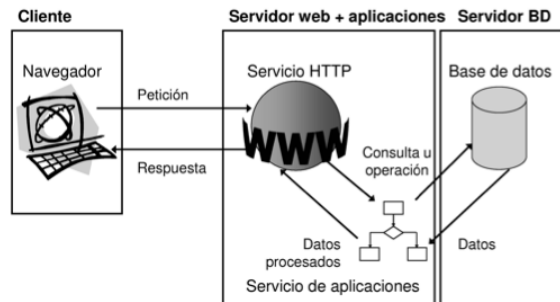 Cliente
Servidor web + aplicaciones
Servidor BD
Navegador
Servicio HTTP
Base de datos
Petición
WWW
Respuesta
Consulta u
operación
Datos
procesados
Datos
Servicio de aplicaciones